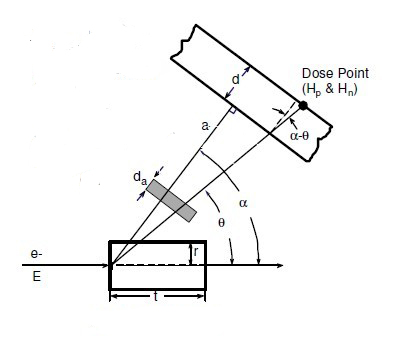 d
Dose Point
(Hp & Hn)
a
α-θ
da
α
θ
e-
r
E
t